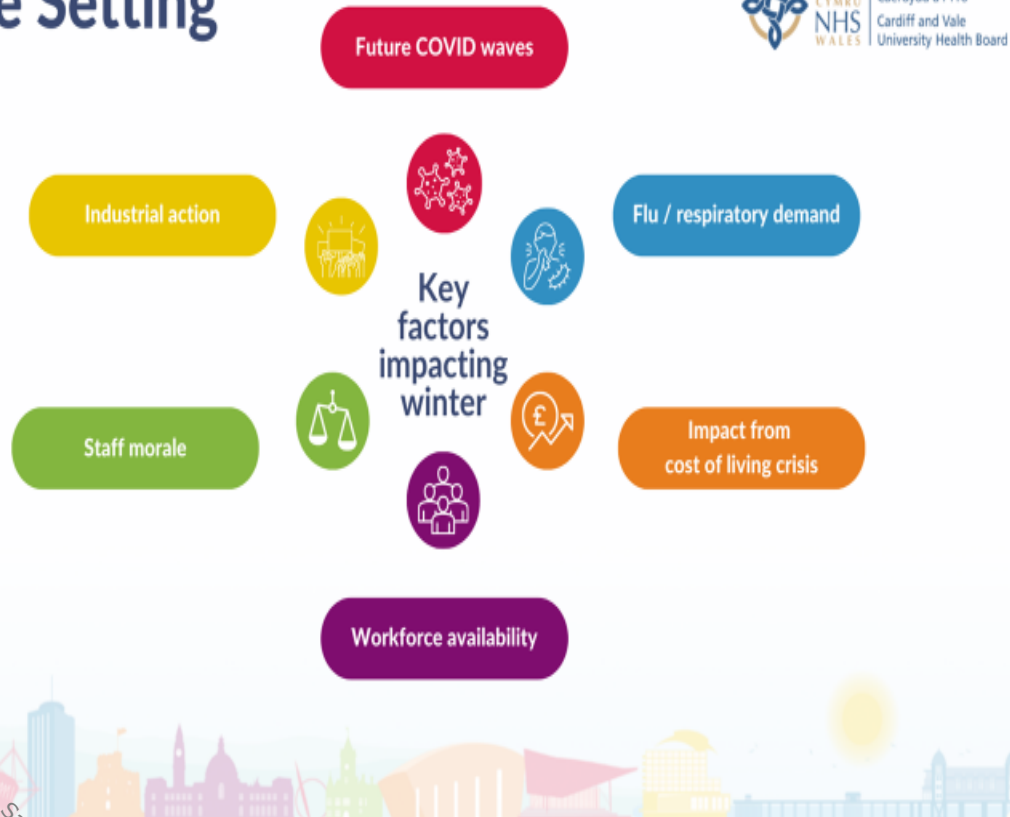 e Setting
CYMRU
NHS
WALES
Cardiff and Vale
University Health Board
Future COVID waves
Industrial action
Flu / respiratory demand
Key
factors
impacting
winter
£
Staff morale
Impact from
cost of living crisis
Workforce availability